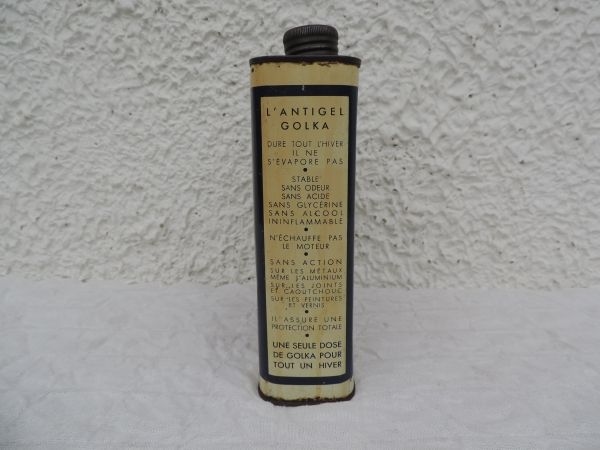 L'ANTIGEL
GOLKA
DURE TOUT L'HIVER
IL NE
S'ÉVAPORE PAS
STABLE
SANS ODEUR
SANS ACIDE
SANS GLYCÉRINE
SANS ALCOOL
ININFLAMMABLE
N'ÉCHAUFFE PAS
LE MOTEUR
SANS ACTION
SUR LES MÉTAUX
MÊME L'ALUMINIUM
SUR LES JOINTS
ET CAOUTCHOUC
SUR LES PEINTURES
ET VERNIS
IL ASSURE UNE
PROTECTION TOTALE
UNE SEULE DOSE
DE GOLKA POUR
TOUT UN HIVER